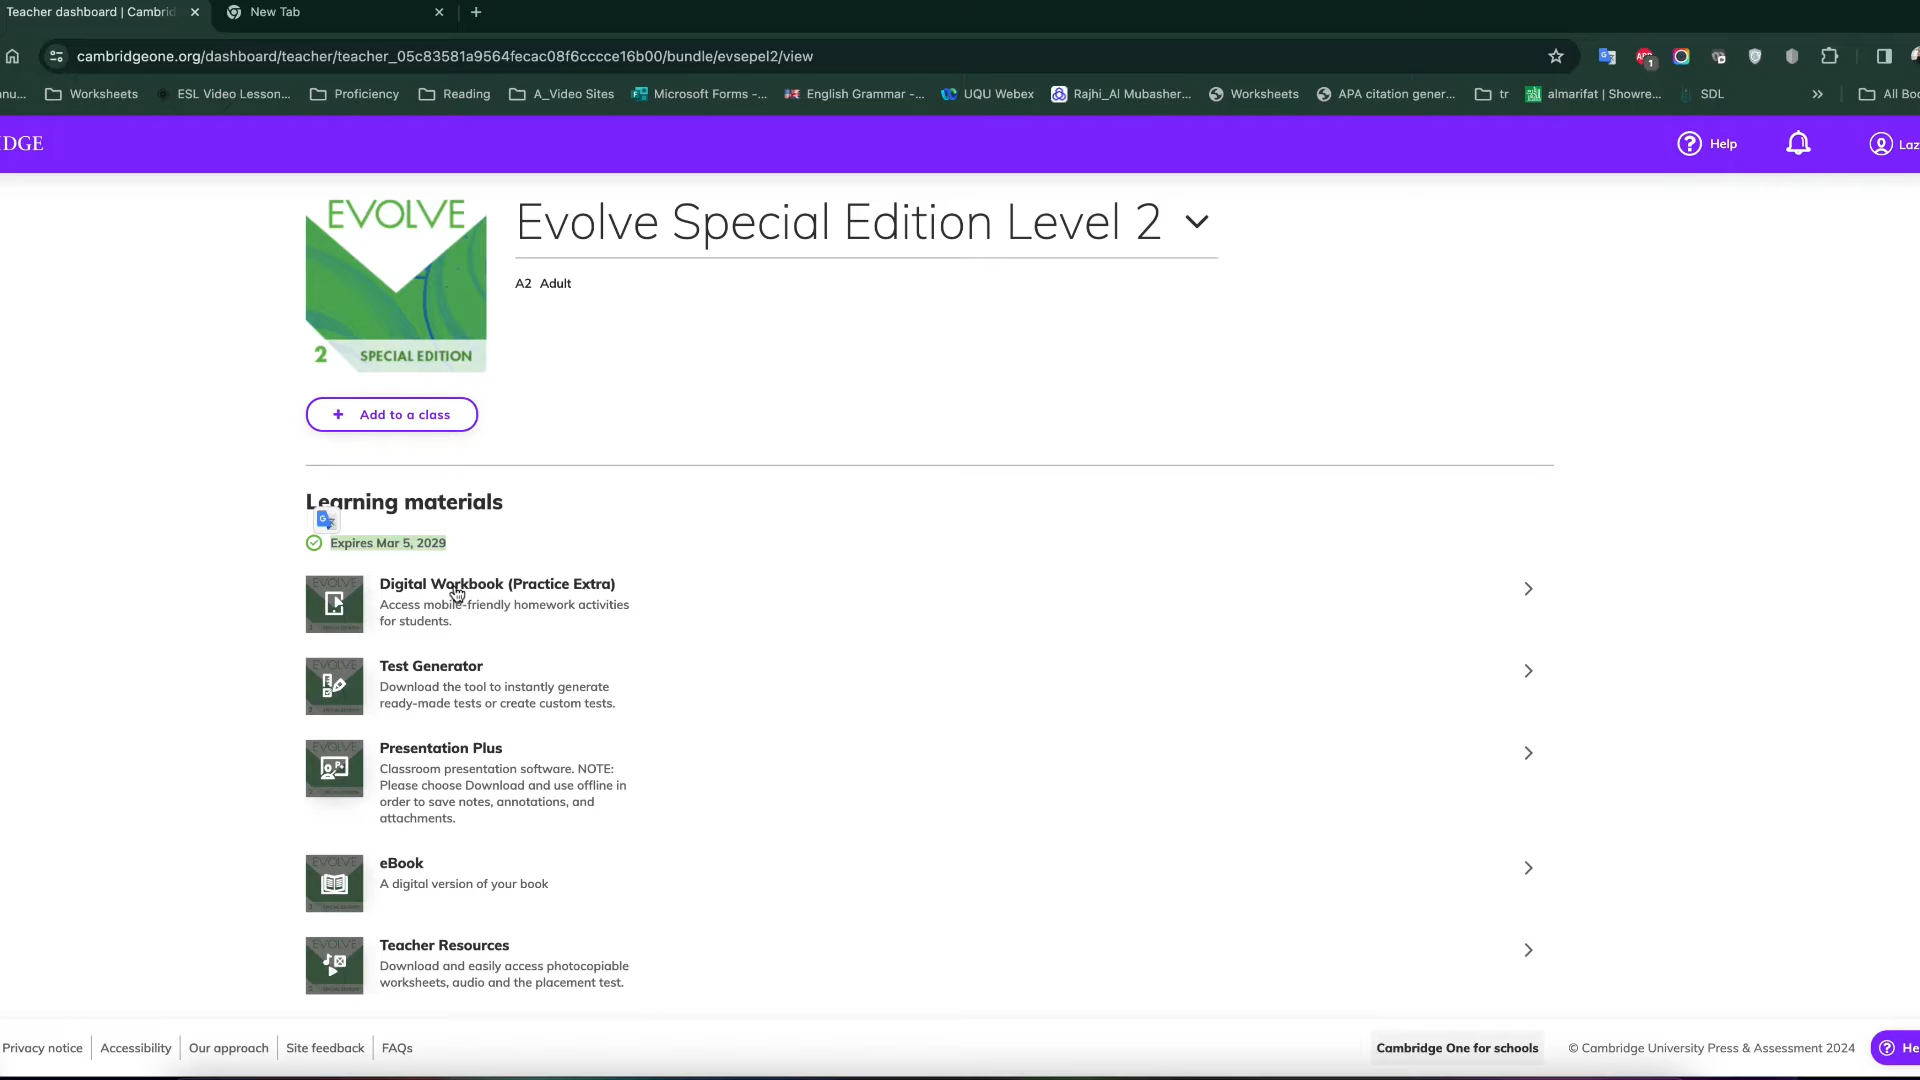 Teacher dashboard | Cambrid
New Tab
cambridgeone.org/dashboard/teacher/teacher_05c83581a9564fecac08f6cccce16b00/bundle/evsepel2/view
anu...
Worksheets
ESL Video Lesson...
Proficiency
Reading
A_Video Sites
Microsoft Forms -...
English Grammar -...
UQU Webex
Rajhi_Al Mubasher...
Worksheets
APA citation gener...
tr
almarifat | Showre...
SDL
»
All Boo
IDGE
Help
Laz
EVOLVE
2 SPECIAL EDITION
Evolve Special Edition Level 2
A2 Adult
+ Add to a class
Learning materials
Expires Mar 5, 2029
Digital Workbook (Practice Extra)
Access mobile-friendly homework activities
for students.
Test Generator
Download the tool to instantly generate
ready-made tests or create custom tests.
Presentation Plus
Classroom presentation software. NOTE:
Please choose Download and use offline in
order to save notes, annotations, and
attachments.
eBook
A digital version of your book
Teacher Resources
Download and easily access photocopiable
worksheets, audio and the placement test.
Privacy notice
Accessibility
Our approach
Site feedback
FAQs
Cambridge One for schools
© Cambridge University Press & Assessment 2024
He